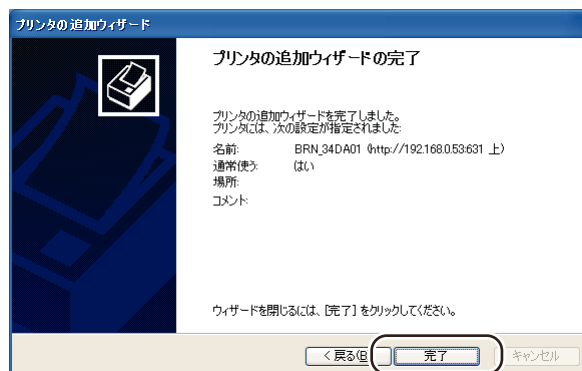 プリンタの追加ウィザード
プリンタの追加ウィザードの完了
プリンタの追加ウィザードを完了しました。
プリンタには、次の設定が指定されました:
名前: BRN_34DA01 (http://192.168.0.53:631 上)
通常使う: はい
場所:
コメント:
ウィザードを閉じるには、[完了] をクリックしてください。
< 戻る(B) 完了 キャンセル